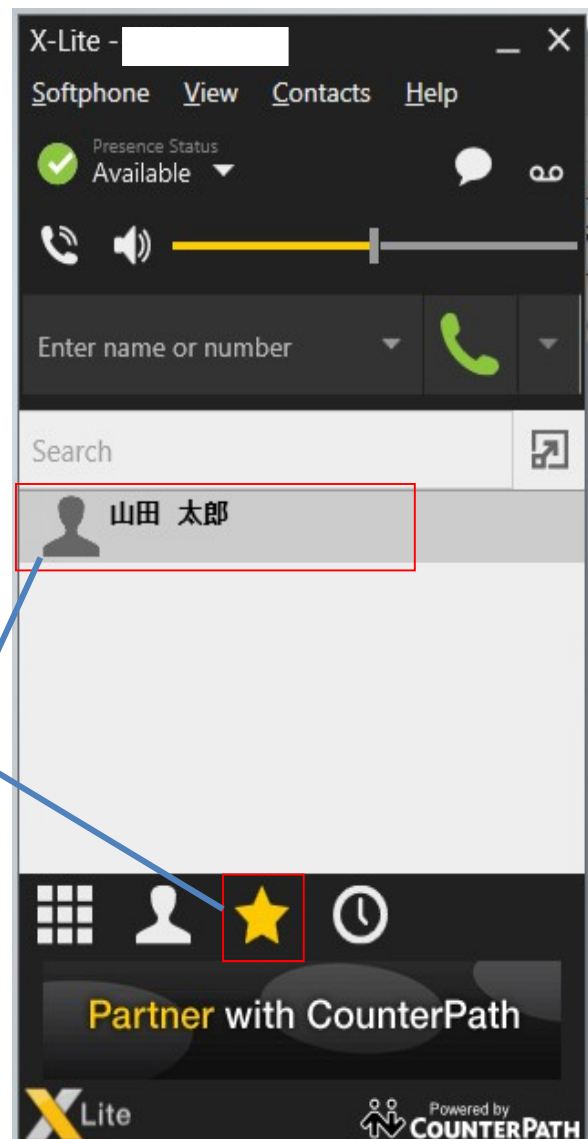 X-Lite -
Softphone View Contacts Help
Presence Status
Available
Enter name or number
Search
山田 太郎
Partner with CounterPath
X Lite
Powered by
COUNTERPATH